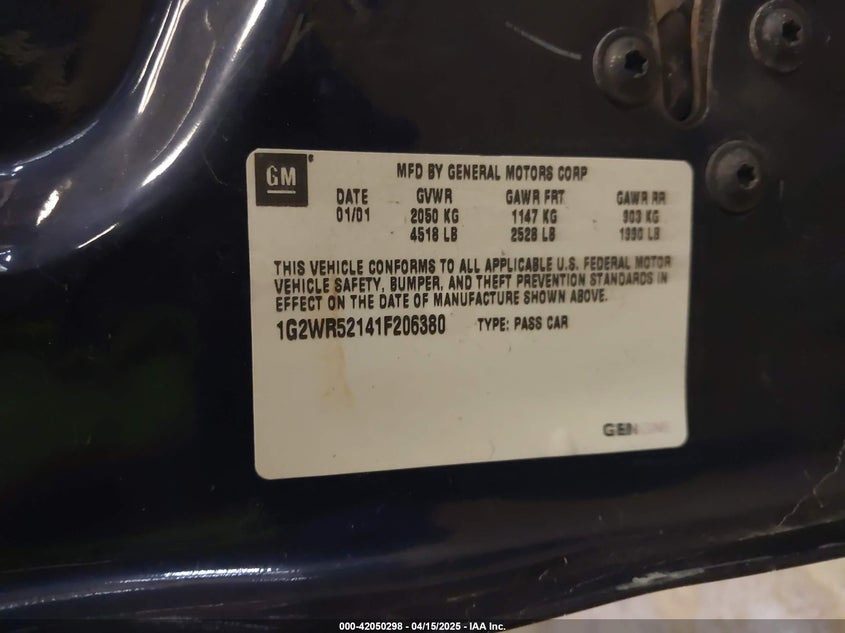 GM
MFD BY GENERAL MOTORS CORP
DATE GVWR GAWR FRT GAWR RR
01/01 2050 KG 1147 KG 903 KG
4518 LB 2528 LB 1990 LB
THIS VEHICLE CONFORMS TO ALL APPLICABLE U.S. FEDERAL MOTOR
VEHICLE SAFETY, BUMPER, AND THEFT PREVENTION STANDARDS IN
EFFECT ON THE DATE OF MANUFACTURE SHOWN ABOVE.
1G2WR52141F206380 TYPE: PASS CAR
000-42050298 - 04/15/2025 - IAA Inc.